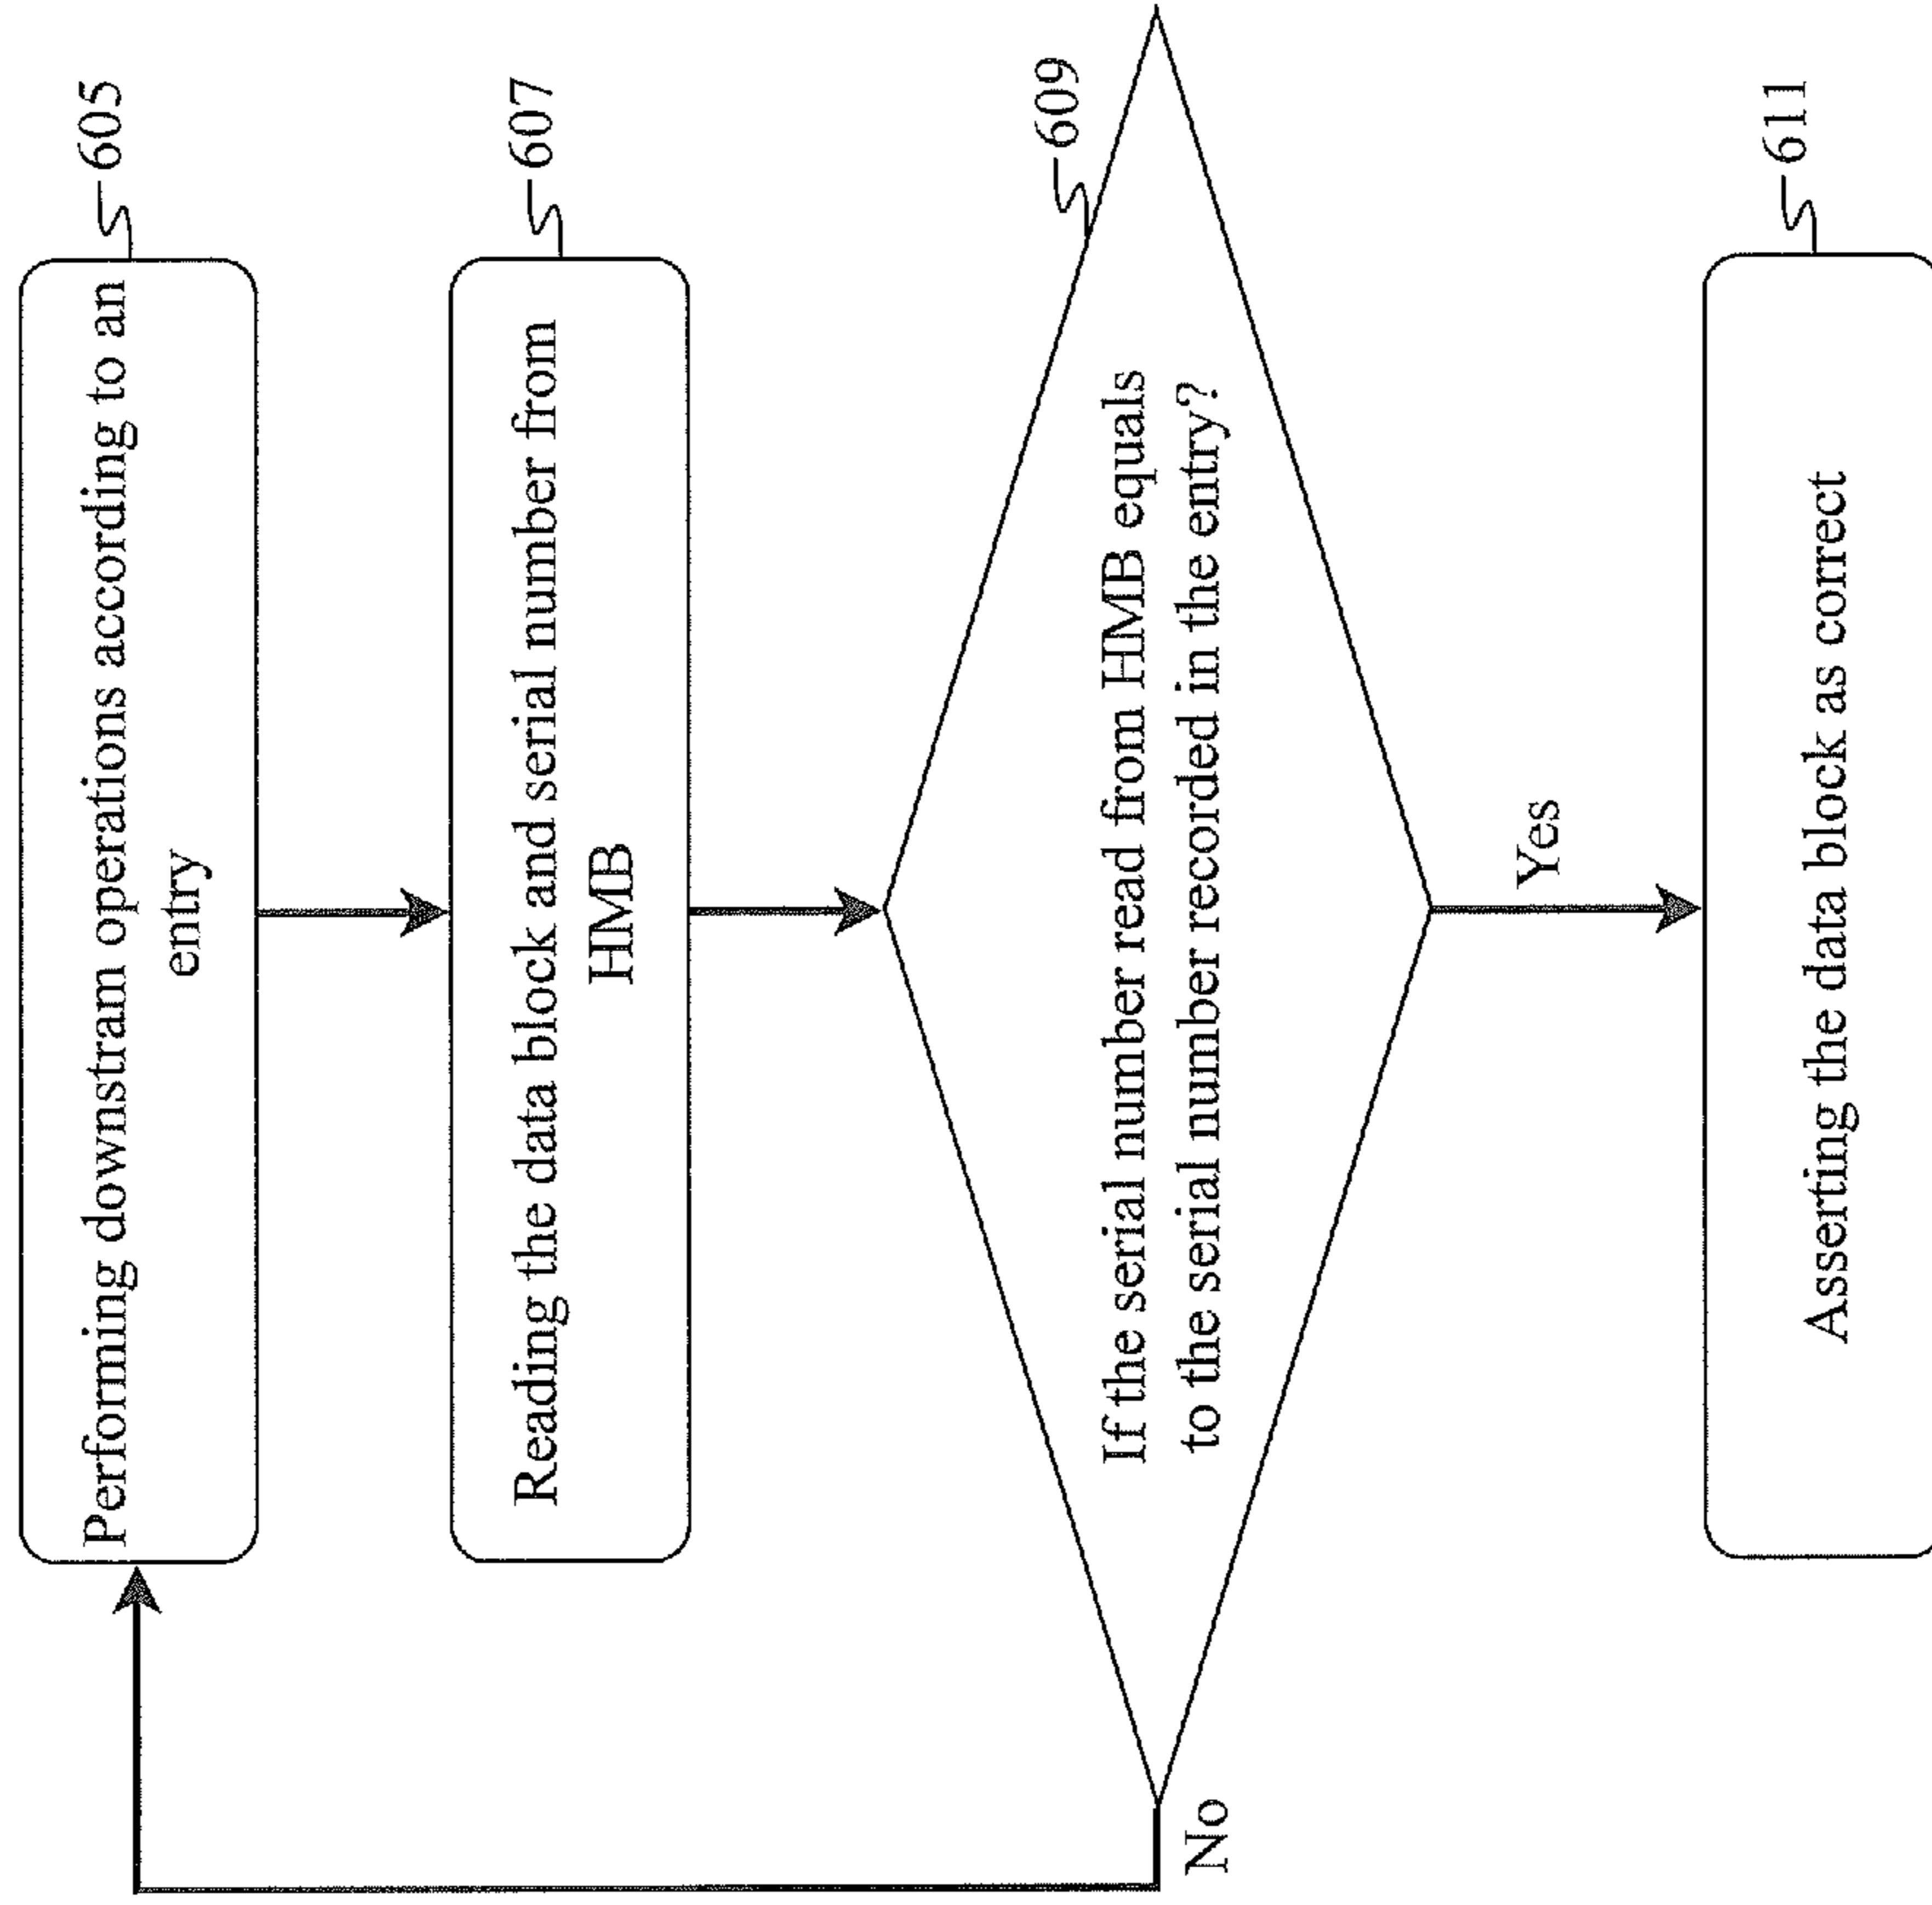 Performing downstram operations according to an
entry
605
Reading the data block and serial number from
HMB
607
If the serial number read from HMB equals
to the serial number recorded in the entry?
609
No
Yes
Asserting the data block as correct
611